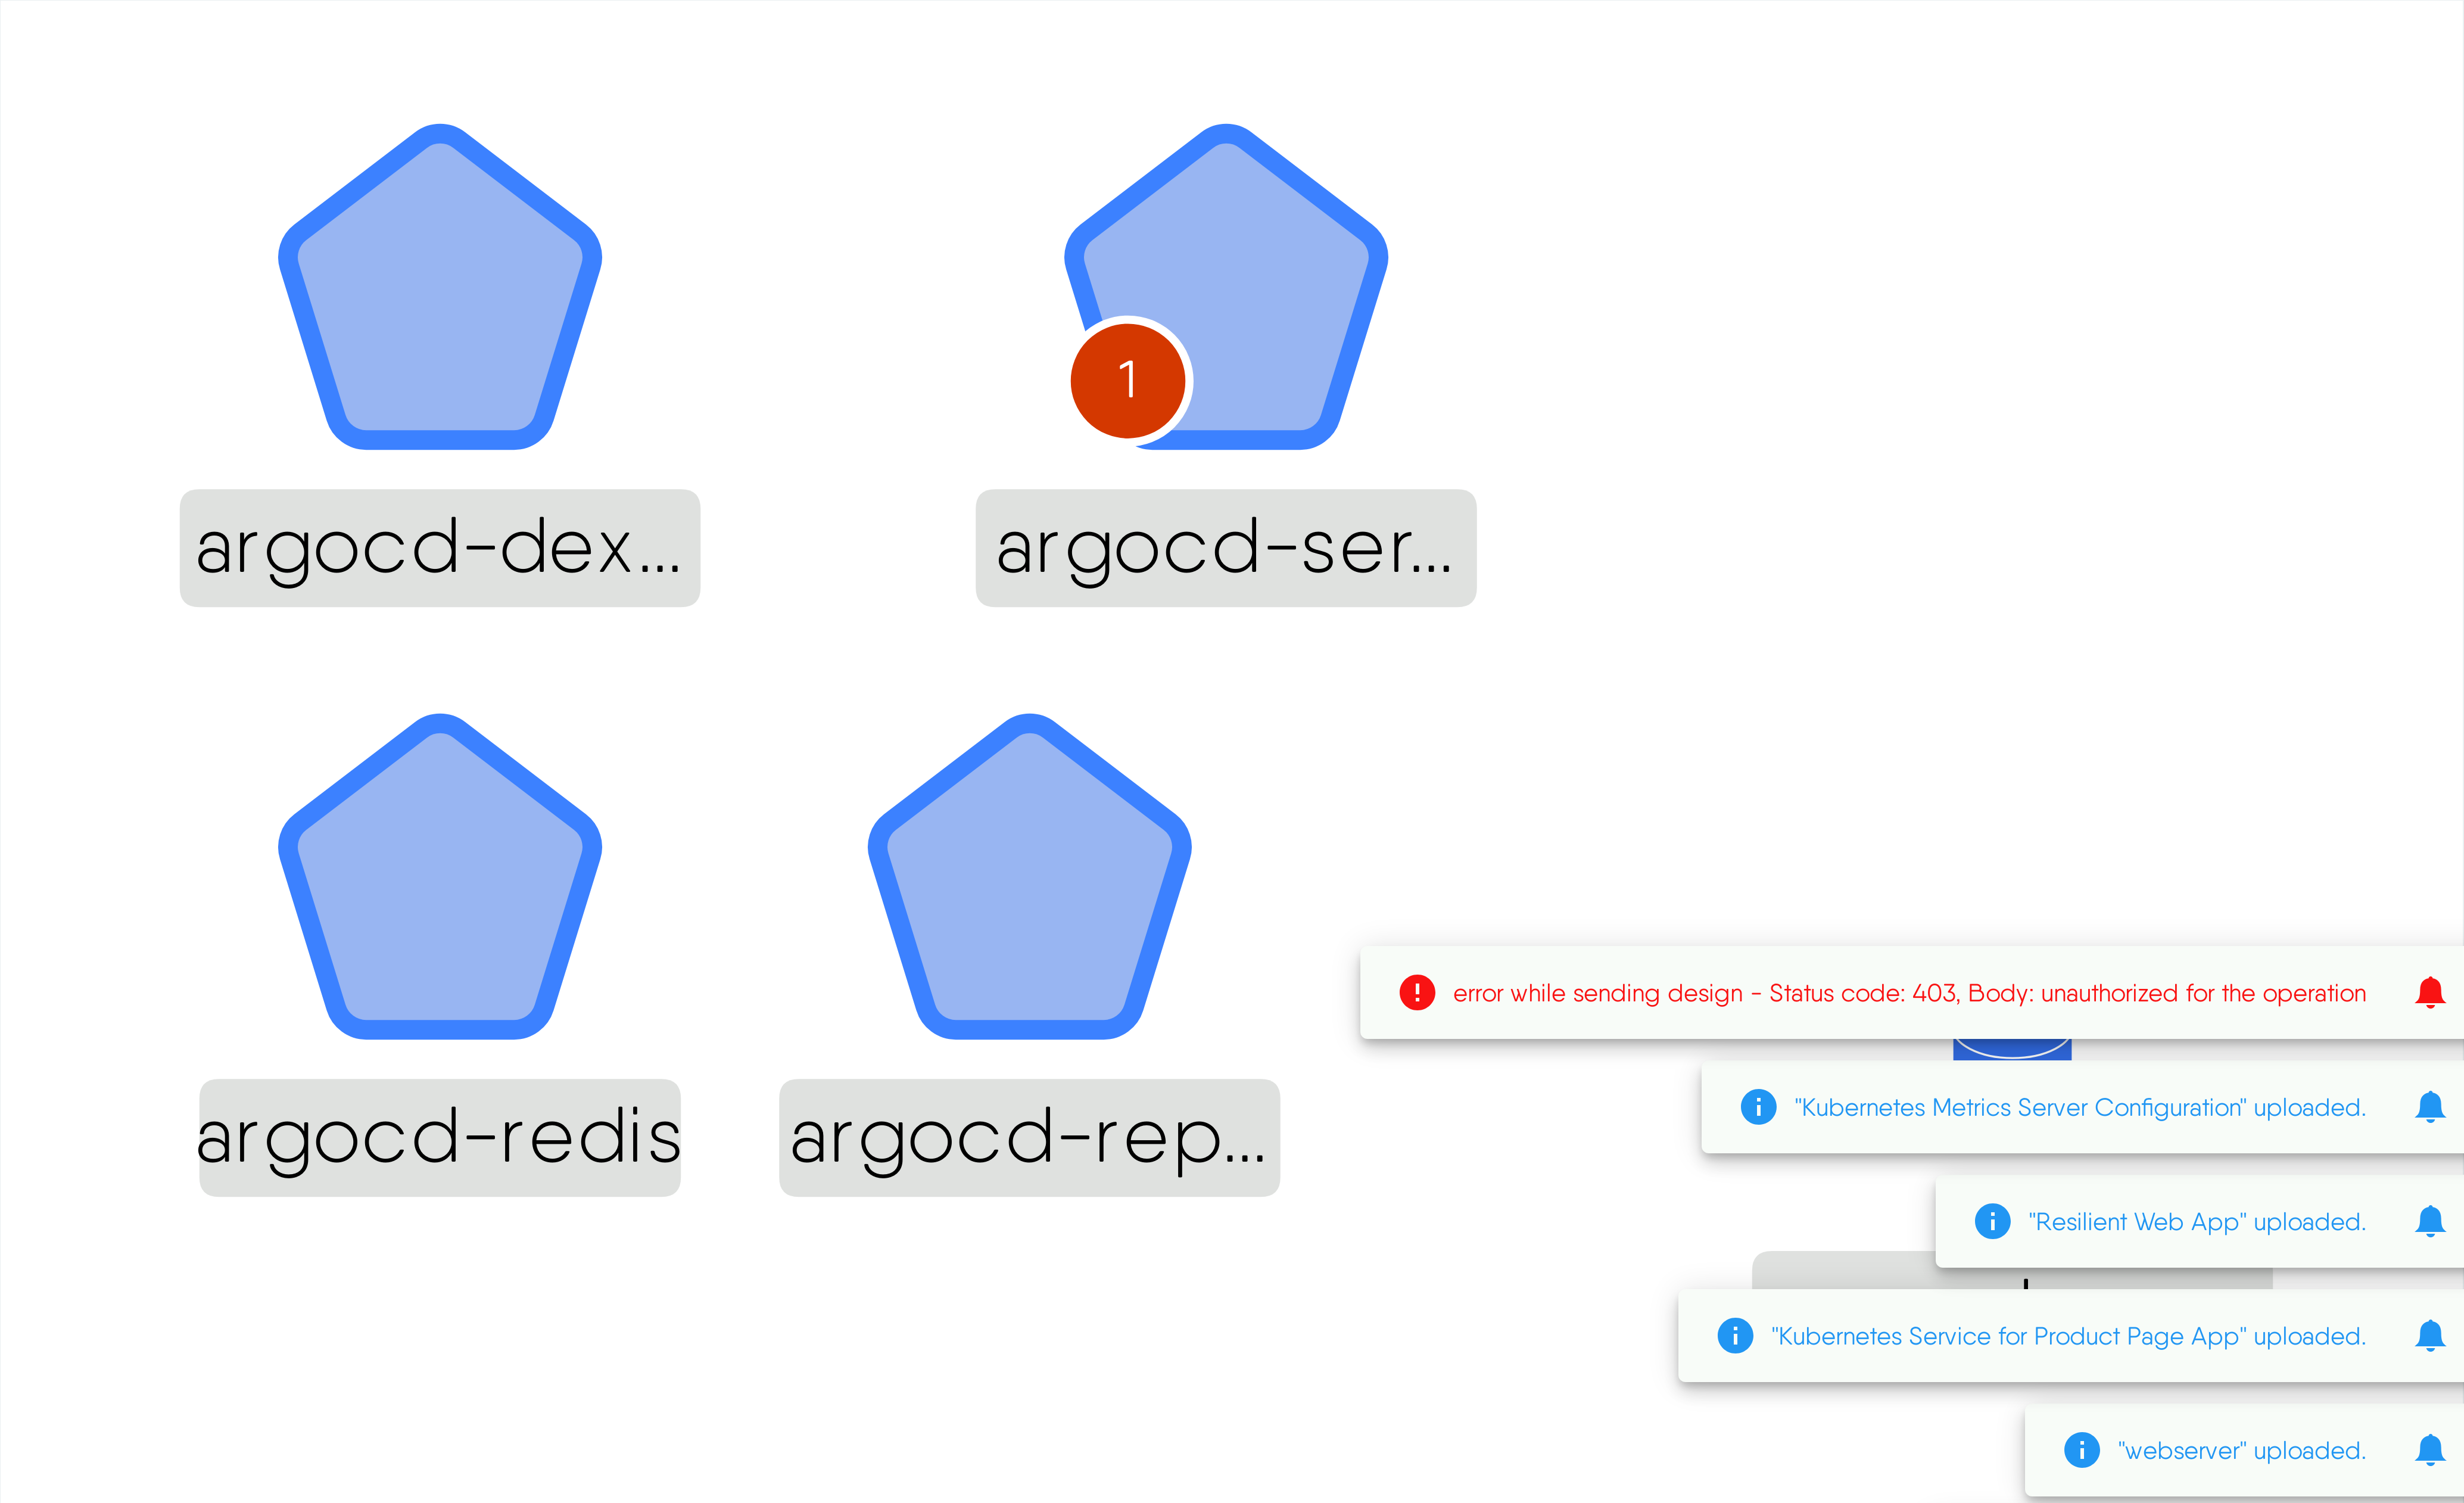 1
argocd-dex...
argocd-ser...
argocd-redis
argocd-rep...
error while sending design - Status code: 403, Body: unauthorized for the operation
"Kubernetes Metrics Server Configuration" uploaded.
"Resilient Web App" uploaded.
"Kubernetes Service for Product Page App" uploaded.
"webserver" uploaded.